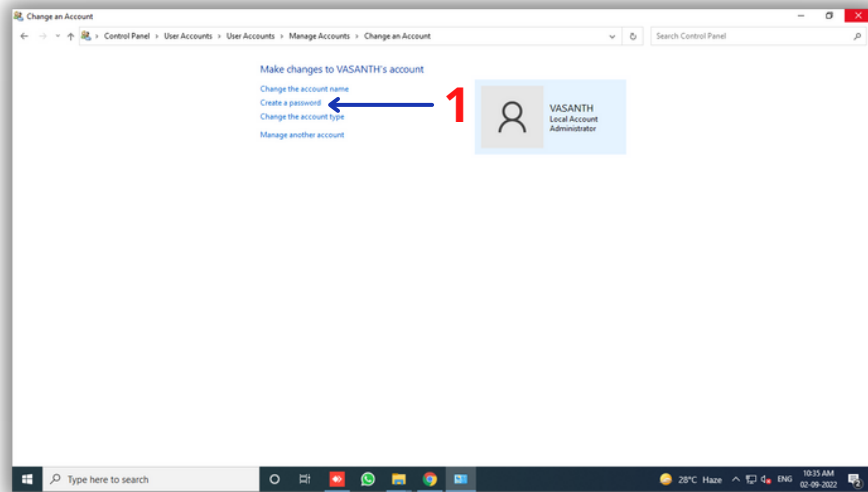 Change an Account
Control Panel > User Accounts > User Accounts > Manage Accounts > Change an Account
Search Control Panel
Make changes to VASANTH's account
Change the account name
Create a password
1
Change the account type
Manage another account
VASANTH
Local Account
Administrator
Type here to search
28°C Haze
ENG
10:35 AM
02-09-2022
2